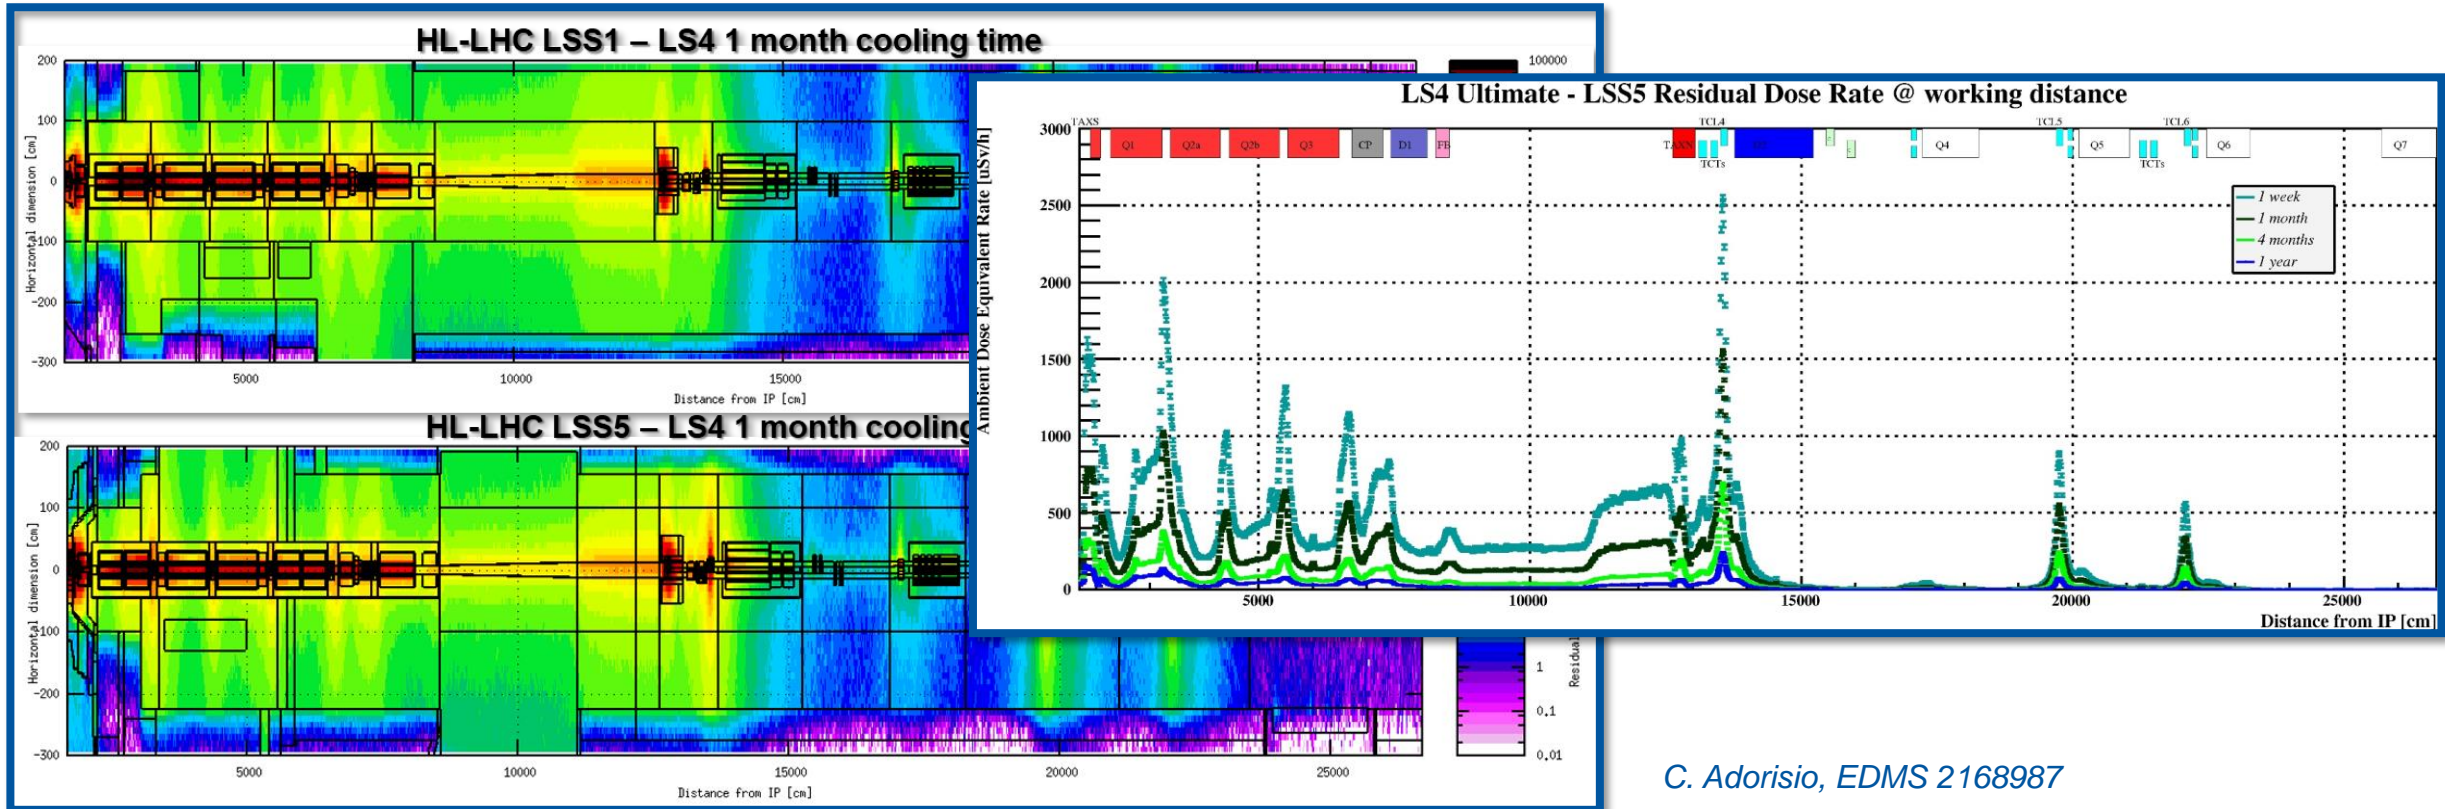 HL-LHC LSS1 – LS4 1 month cooling time
200
100
0
-100
-200
-300
Horizontal dimension [cm]
5000
10000
15000
Distance from IP [cm]
100000
HL-LHC LSS5 – LS4 1 month cooling
200
100
0
-100
-200
-300
Horizontal dimension [cm]
5000
10000
15000
20000
25000
Distance from IP [cm]
1
0.1
0.01
Residual
LS4 Ultimate - LSS5 Residual Dose Rate @ working distance
Ambient Dose Equivalent Rate [uSv/h]
3000
2500
2000
1500
1000
500
0
TAXS
Q1
Q2a
Q2b
Q3
CP
D1
FB
TAXN
TCL4
TCTs
Q4
TCL5
Q5
TCTs
TCL6
Q6
Q7
1 week
1 month
4 months
1 year
5000
10000
15000
20000
25000
Distance from IP [cm]
C. Adorisio, EDMS 2168987